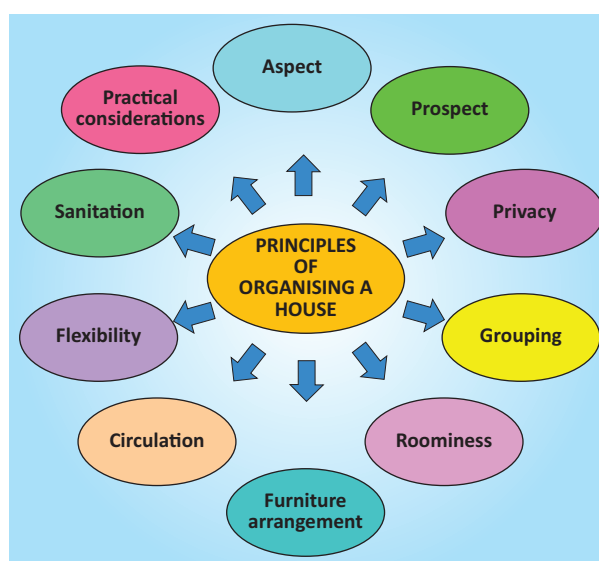 Aspect
Prospect
Privacy
Grouping
Roominess
Furniture
arrangement
Circulation
Flexibility
Sanitation
Practical
considerations
PRINCIPLES
OF
ORGANISING A
HOUSE